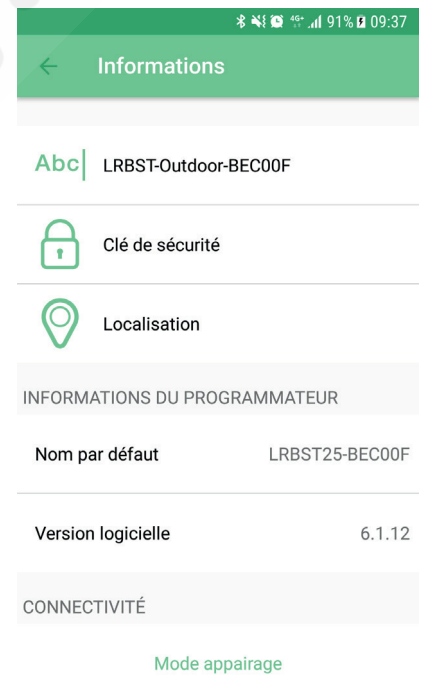 4G+ 91% 09:37
Informations
Abc LRBST-Outdoor-BEC00F
Clé de sécurité
Localisation
INFORMATIONS DU PROGRAMMATEUR
Nom par défaut LRBST25-BEC00F
Version logicielle 6.1.12
CONNECTIVITÉ
Mode appairage